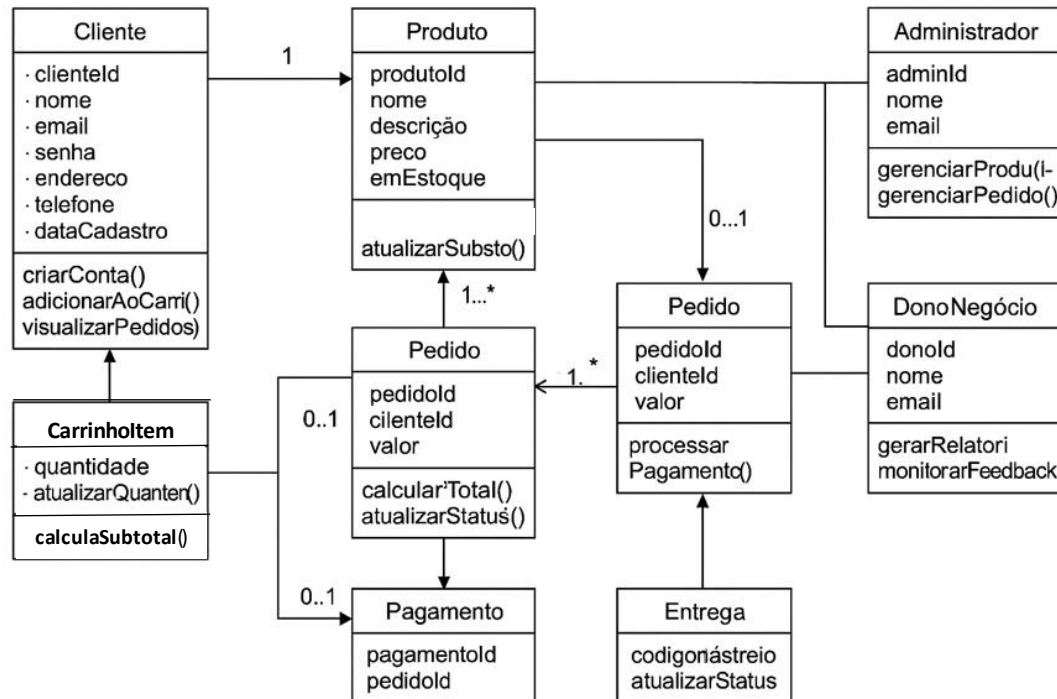 Cliente
· clienteId
· nome
· email
· senha
· endereco
· telefone
· dataCadastro
criarConta()
adicionarAoCarri()
visualizarPedidos)
1
Produto
produtoId
nome
descrição
preco
emEstoque
atualizarSubsto()
Administrador
adminId
nome
email
gerenciarProdu(i-
gerenciarPedido()
0...1
1...*
Pedido
pedidoId
cilenteId
valor
calcular'Total()
atualizarStatus()
1. *
Pedido
pedidoId
clienteId
valor
processar
Pagamento()
DonoNegócio
donoId
nome
email
gerarRelatori
monitorarFeedback
CarrinhoItem
· quantidade
- atualizarQuanten()
calculaSubtotal()
0..1
0..1
Pagamento
pagamentoId
pedidoId
Entrega
codigonástreio
atualizarStatus